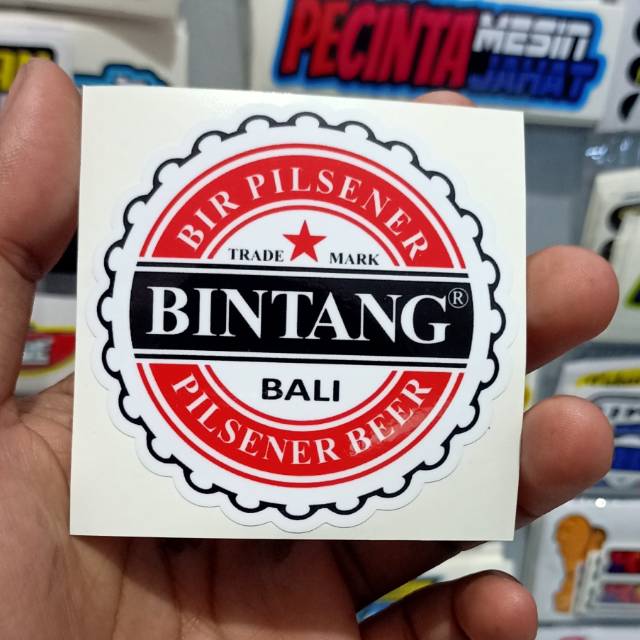 PECINTA MESIN
JAHAT
BIR PILSENER
TRADE MARK
BINTANG®
BALI
PILSENER BEER